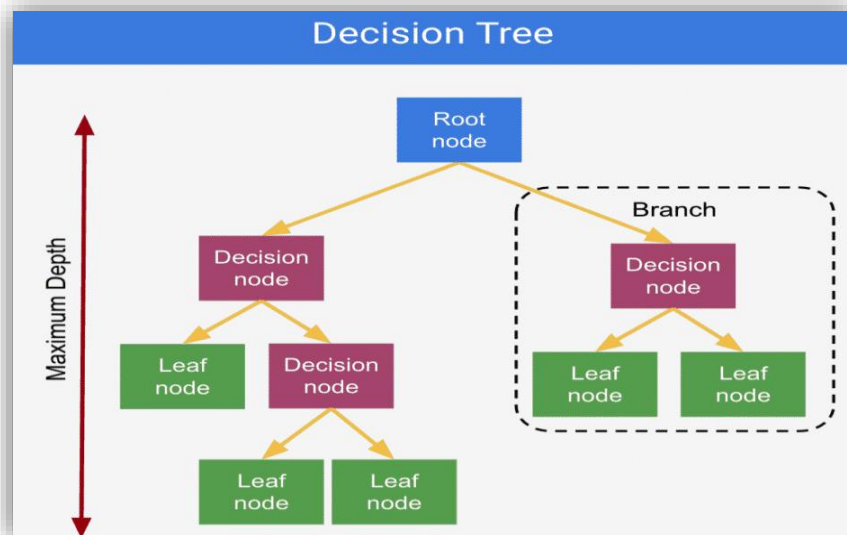 Decision Tree
Root
node
Branch
Maximum Depth
Decision
node
Decision
node
Leaf
node
Decision
node
Leaf
node
Leaf
node
Leaf
node
Leaf
node